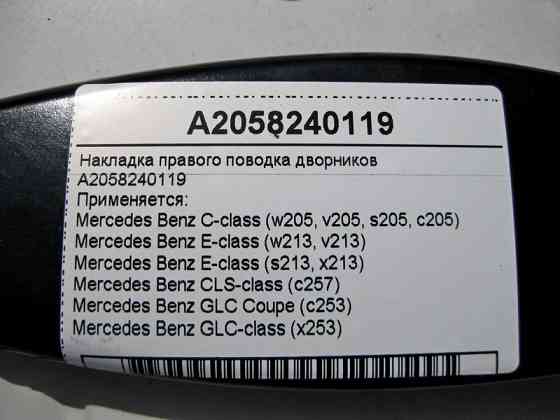 A2058240119
Накладка правого поводка дворников
A2058240119
Применяется:
Mercedes Benz C-class (w205, v205, s205, c205)
Mercedes Benz E-class (w213, v213)
Mercedes Benz E-class (s213, x213)
Mercedes Benz CLS-class (c257)
Mercedes Benz GLC Coupe (c253)
Mercedes Benz GLC-class (x253)